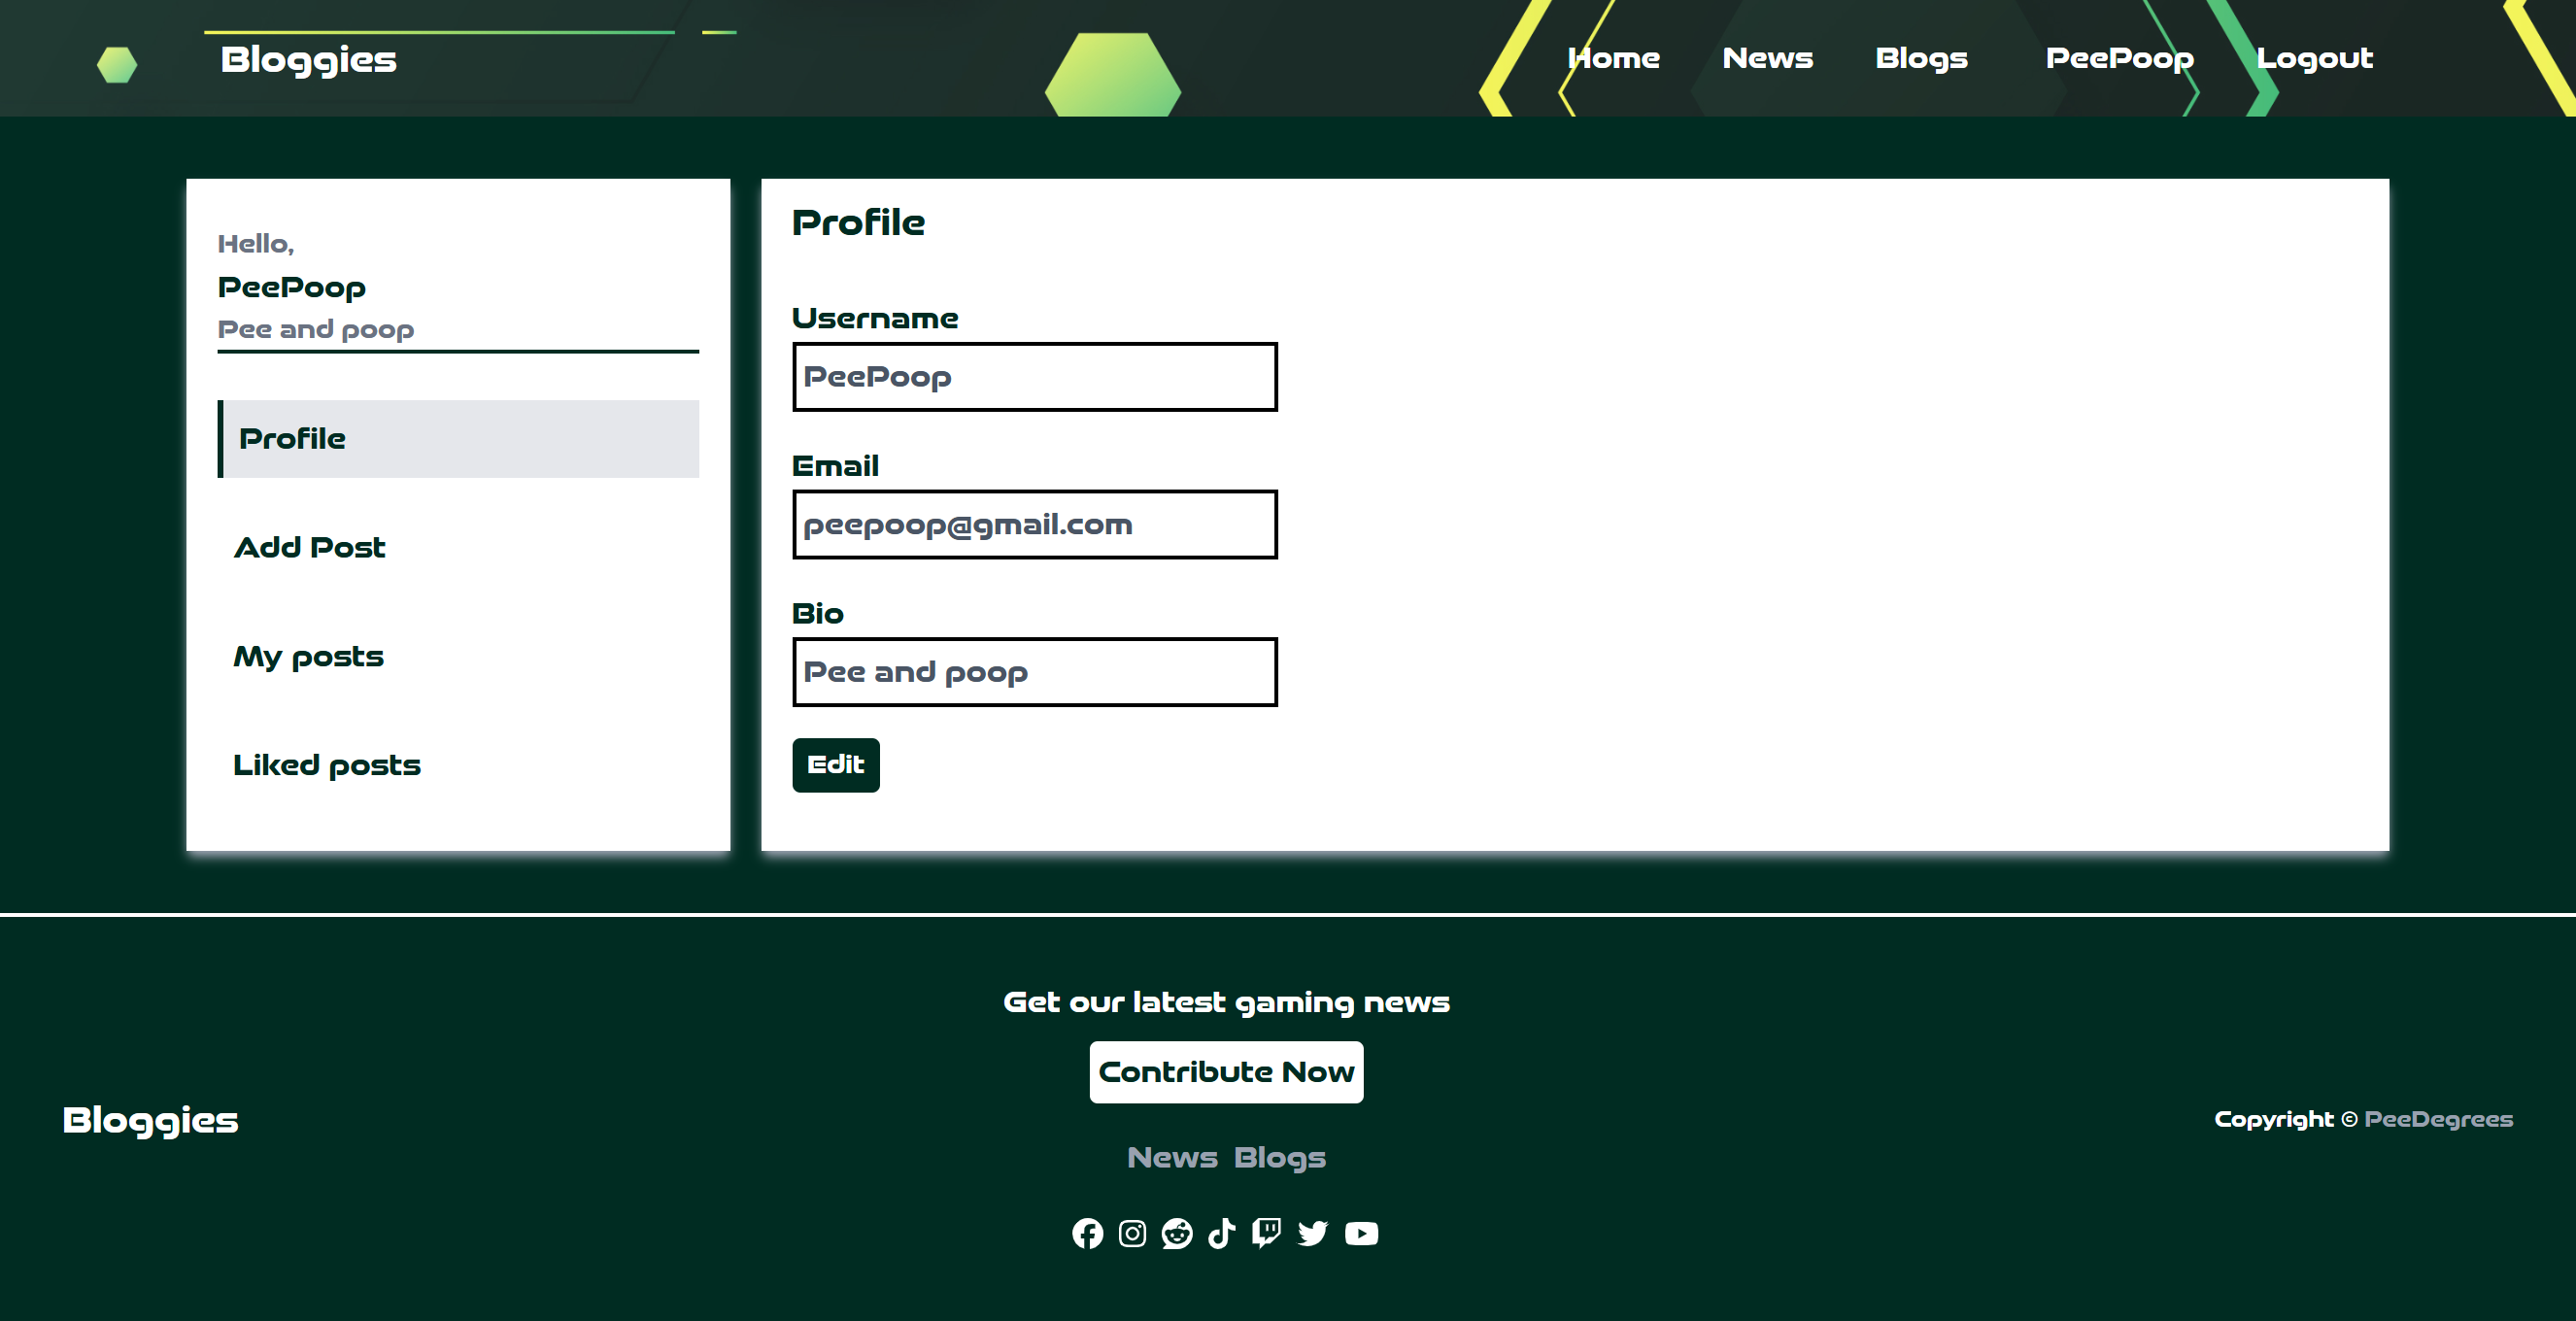 Bloggies
Home News Blogs PeePoop Logout
Hello,
PeePoop
Pee and poop
Profile
Add Post
My posts
Liked posts
Profile
Username
PeePoop
Email
peepoop@gmail.com
Bio
Pee and poop
Edit
Bloggies
Get our latest gaming news
Contribute Now
News Blogs
Copyright © PeeDegrees